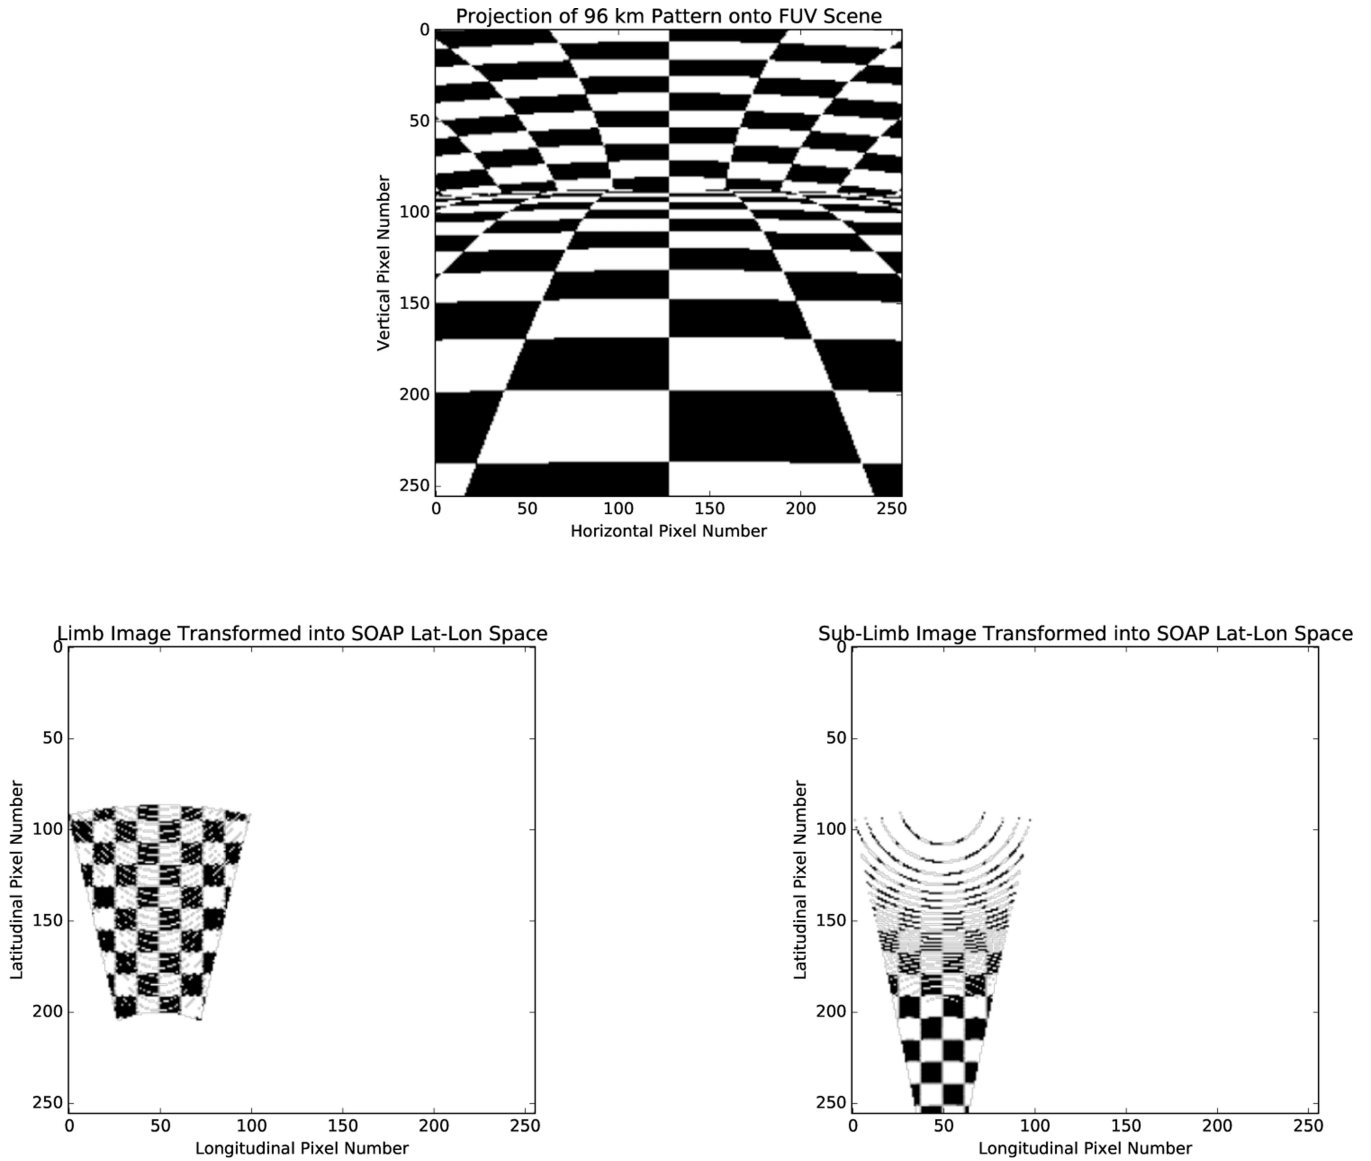 Projection of 96 km Pattern onto FUV Scene
0
50
100
150
200
250
Vertical Pixel Number
0 50 100 150 200 250
Horizontal Pixel Number
Limb Image Transformed into SOAP Lat-Lon Space
0
50
100
150
200
250
Latitudinal Pixel Number
0 50 100 150 200 250
Longitudinal Pixel Number
Sub-Limb Image Transformed into SOAP Lat-Lon Space
0
50
100
150
200
250
Latitudinal Pixel Number
0 50 100 150 200 250
Longitudinal Pixel Number